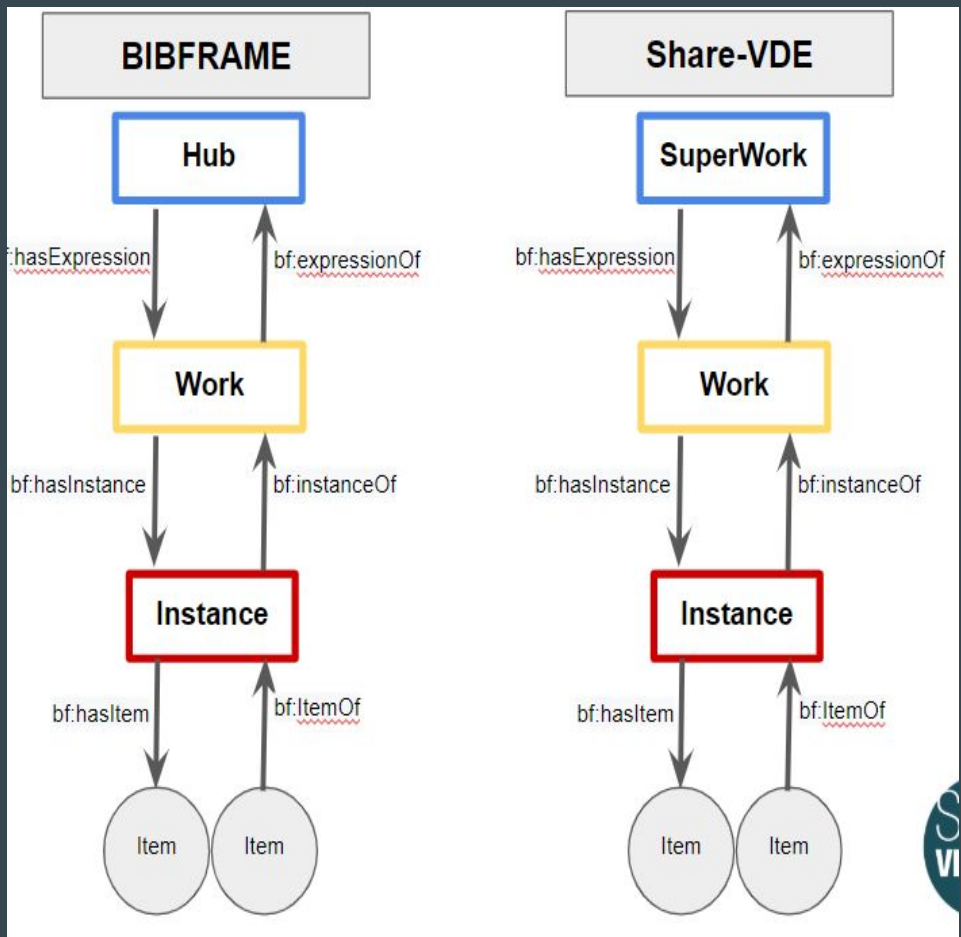 BIBFRAME
Hub
f:hasExpression bf:expressionOf
Work
bf:hasInstance bf:instanceOf
Instance
bf:hasItem bf:ItemOf
Item Item
Share-VDE
SuperWork
bf:hasExpression bf:expressionOf
Work
bf:hasInstance bf:instanceOf
Instance
bf:hasItem bf:ItemOf
Item Item